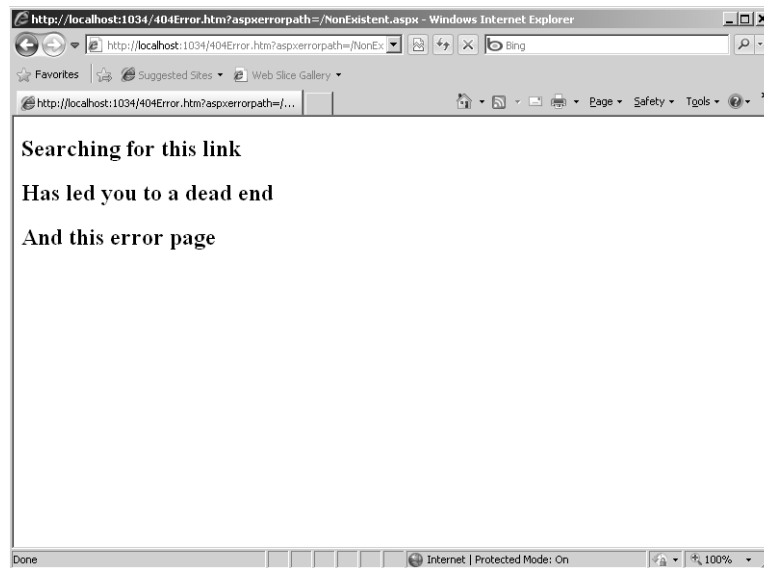 http://localhost:1034/404Error.htm?aspxerrorpath=/NonExistent.aspx - Windows Internet Explorer
http://localhost:1034/404Error.htm?aspxerrorpath=/NonEx
Bing
Favorites Suggested Sites Web Slice Gallery
http://localhost:1034/404Error.htm?aspxerrorpath=/... Page Safety Tools
Searching for this link
Has led you to a dead end
And this error page
Done Internet | Protected Mode: On 100%